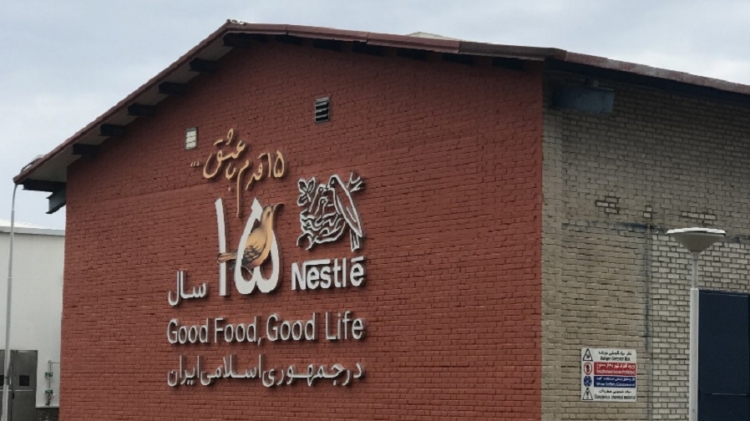 ۱۵ قدم با عشق ...
۱۵ سال
Nestlé
Good Food, Good Life
در جمهوری اسلامی ایران